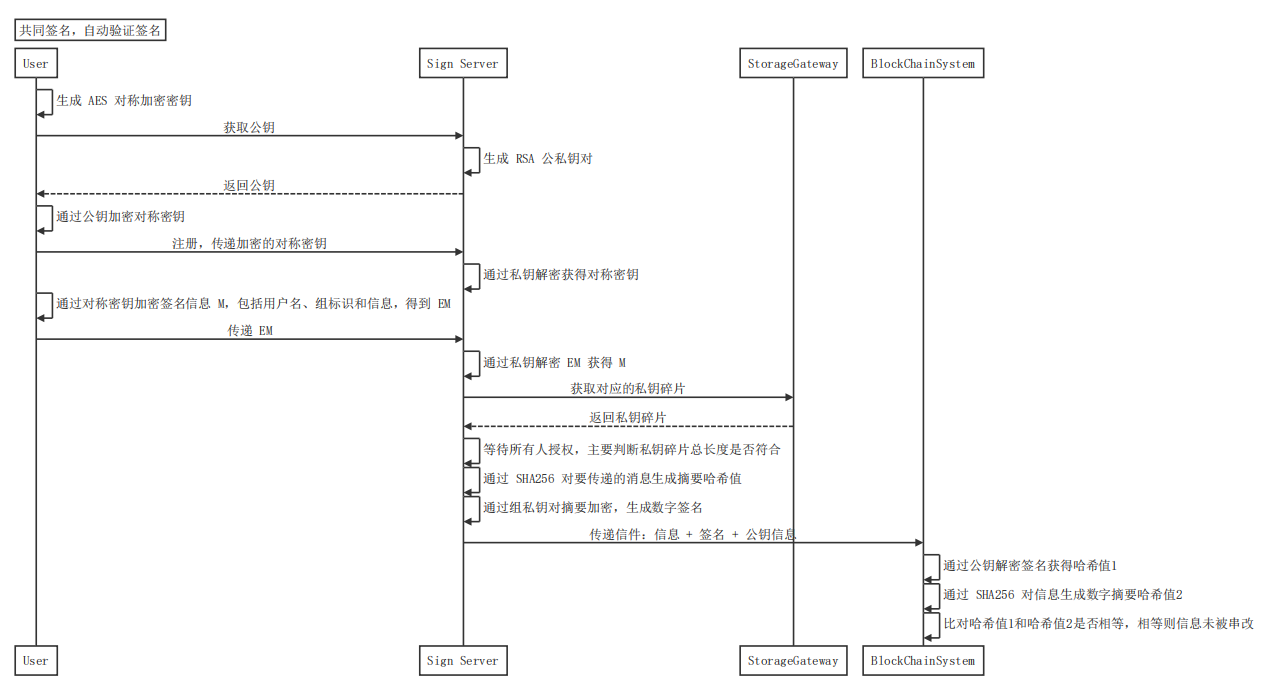 共同签名，自动验证签名
User
Sign Server
StorageGateway
BlockChainSystem
生成 AES 对称加密密钥
获取公钥
生成 RSA 公私钥对
返回公钥
通过公钥加密对称密钥
注册，传递加密的对称密钥
通过私钥解密获得对称密钥
通过对称密钥加密签名信息 M，包括用户名、组标识和信息，得到 EM
传递 EM
通过私钥解密 EM 获得 M
获取对应的私钥碎片
返回私钥碎片
等待所有人授权，主要判断私钥碎片总长度是否符合
通过 SHA256 对要传递的消息生成摘要哈希值
通过组私钥对摘要加密，生成数字签名
传递信件：信息 + 签名 + 公钥信息
通过公钥解密签名获得哈希值1
通过 SHA256 对信息生成数字摘要哈希值2
比对哈希值1和哈希值2是否相等，相等则信息未被串改
User
Sign Server
StorageGateway
BlockChainSystem